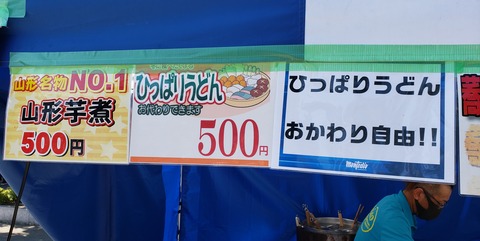 山形名物 NO.1
山形芋煮
500円
ひっぱりうどん
お代わりできます
500円
ひっぱりうどん
おかわり自由!!